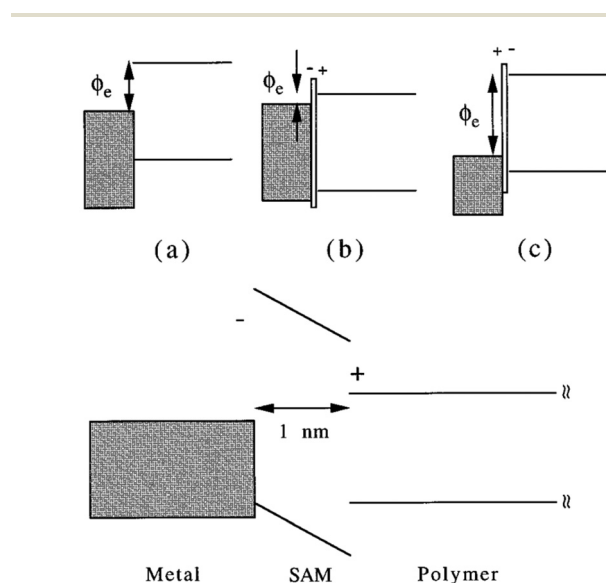 ϕe
- +
ϕe
+ -
ϕe
(a) (b) (c)
-
+
1 nm
Metal SAM Polymer